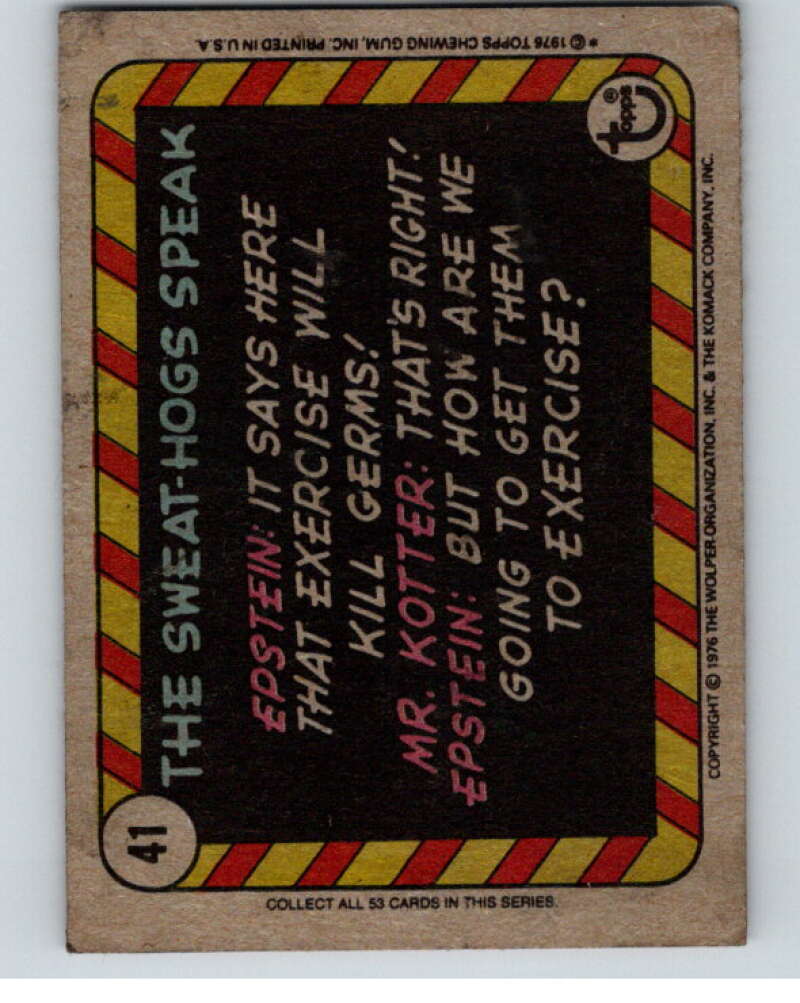 41
THE SWEAT-HOGS SPEAK
EPSTEIN: IT SAYS HERE
THAT EXERCISE WILL
KILL GERMS!
MR. KOTTER: THAT'S RIGHT!
EPSTEIN: BUT HOW ARE WE
GOING TO GET THEM
TO EXERCISE?
topps®
COLLECT ALL 53 CARDS IN THIS SERIES.
COPYRIGHT © 1976 THE WOLPER ORGANIZATION, INC. & THE KOMACK COMPANY, INC.
*© 1976 TOPPS CHEWING GUM, INC. PRINTED IN U.S.A.